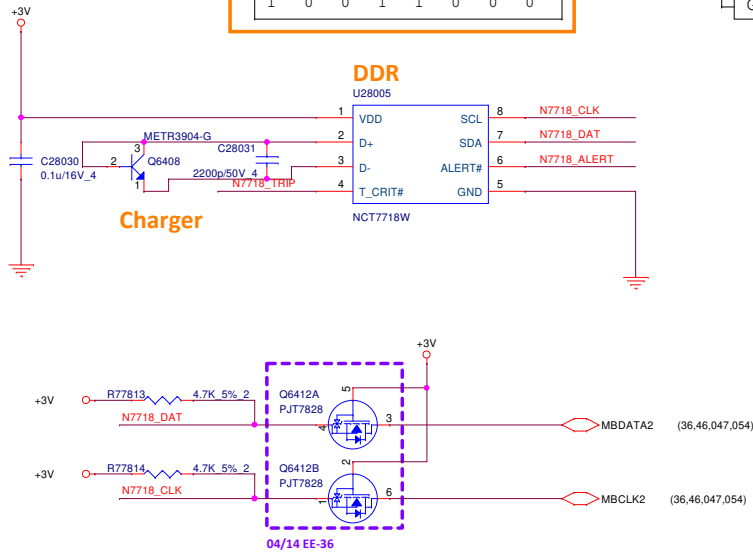 1 0 0 1 1 0 0 0
G
+3V
DDR
U28005
1 VDD SCL 8 N7718_CLK
METR3904-G 2 D+ SDA 7 N7718_DAT
3 C28031
C28030 2 Q6408 3 D- ALERT# 6 N7718_ALERT
0.1u/16V_4 2200p/50V_4
1 N7718_TRIP 4 T_CRIT# GND 5
NCT7718W
Charger
+3V
+3V R77813 4.7K_5%_2 Q6412A 5
PJT7828
N7718_DAT 4 3 MBDATA2 (36,46,047,054)
+3V R77814 4.7K_5%_2 Q6412B 2
PJT7828
N7718_CLK 1 6 MBCLK2 (36,46,047,054)
04/14 EE-36